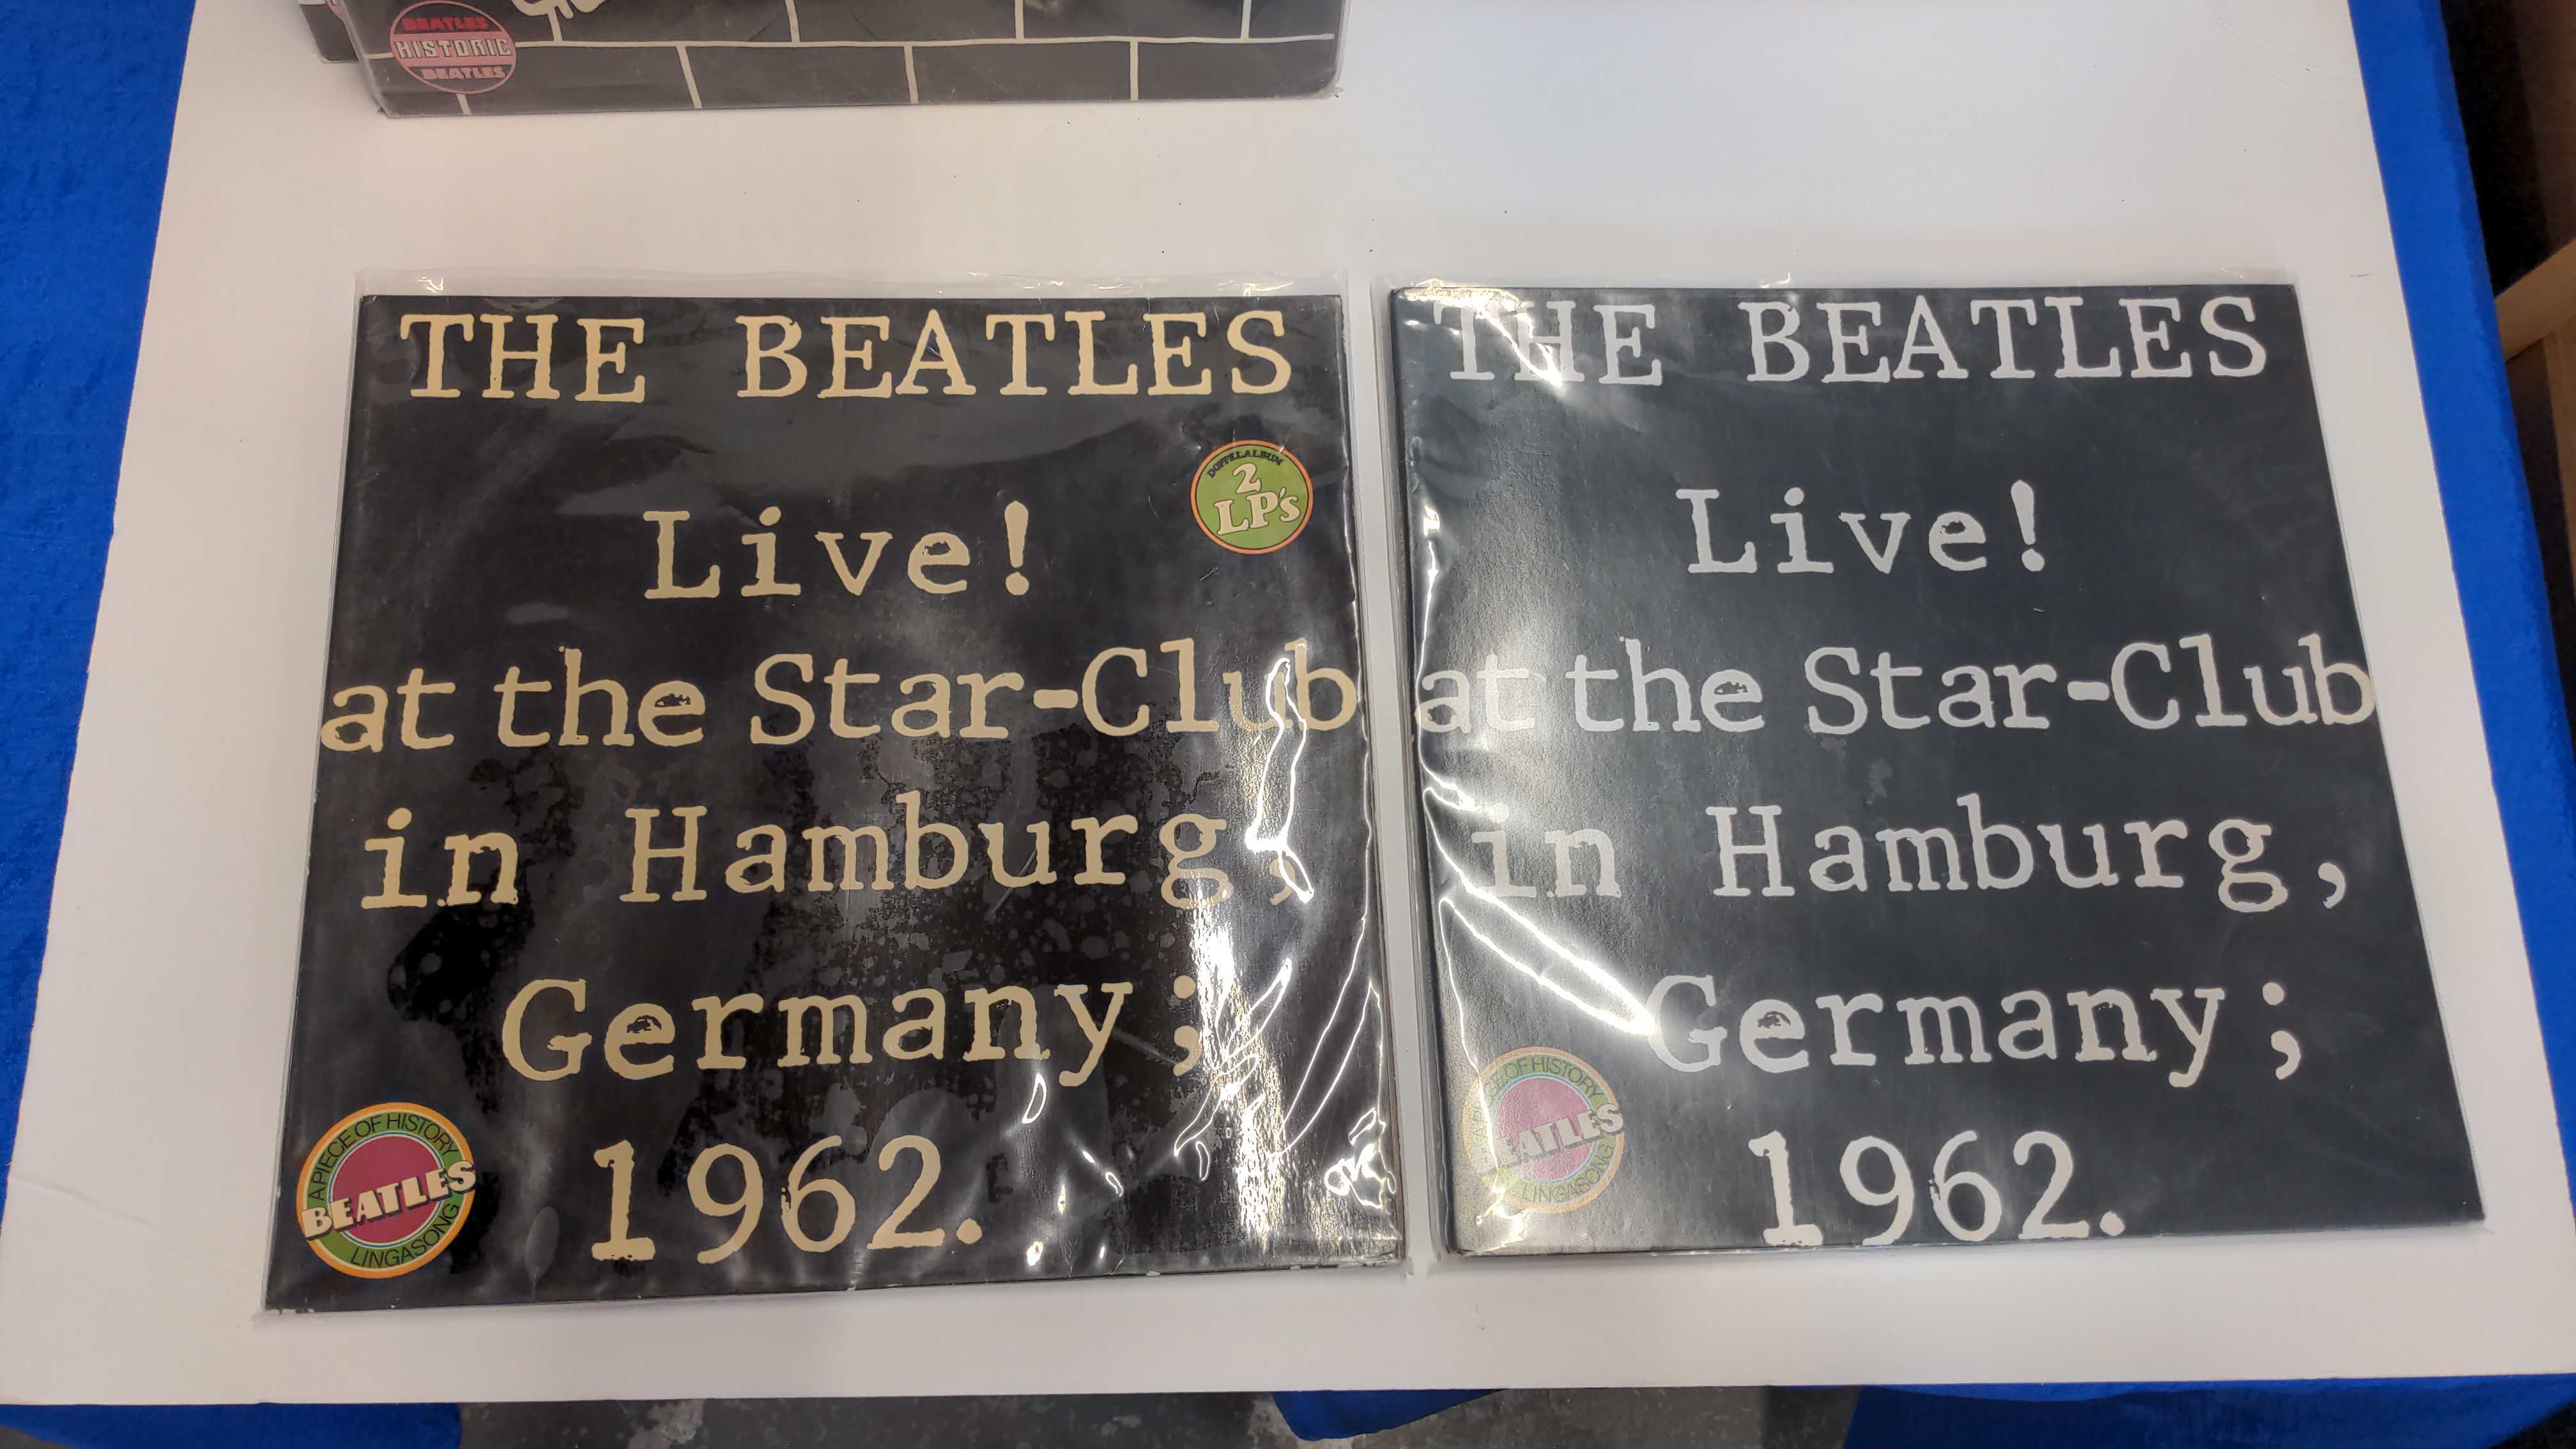 BEATLES
HISTORIC
BEATLES
THE BEATLES
DOPPELALBUM
2
LP's
Live!
at the Star-Club
in Hamburg,
Germany;
1962.
A PIECE OF HISTORY
BEATLES
LINGASONG
THE BEATLES
Live!
at the Star-Club
in Hamburg,
Germany;
1962.
A PIECE OF HISTORY
BEATLES
LINGASONG